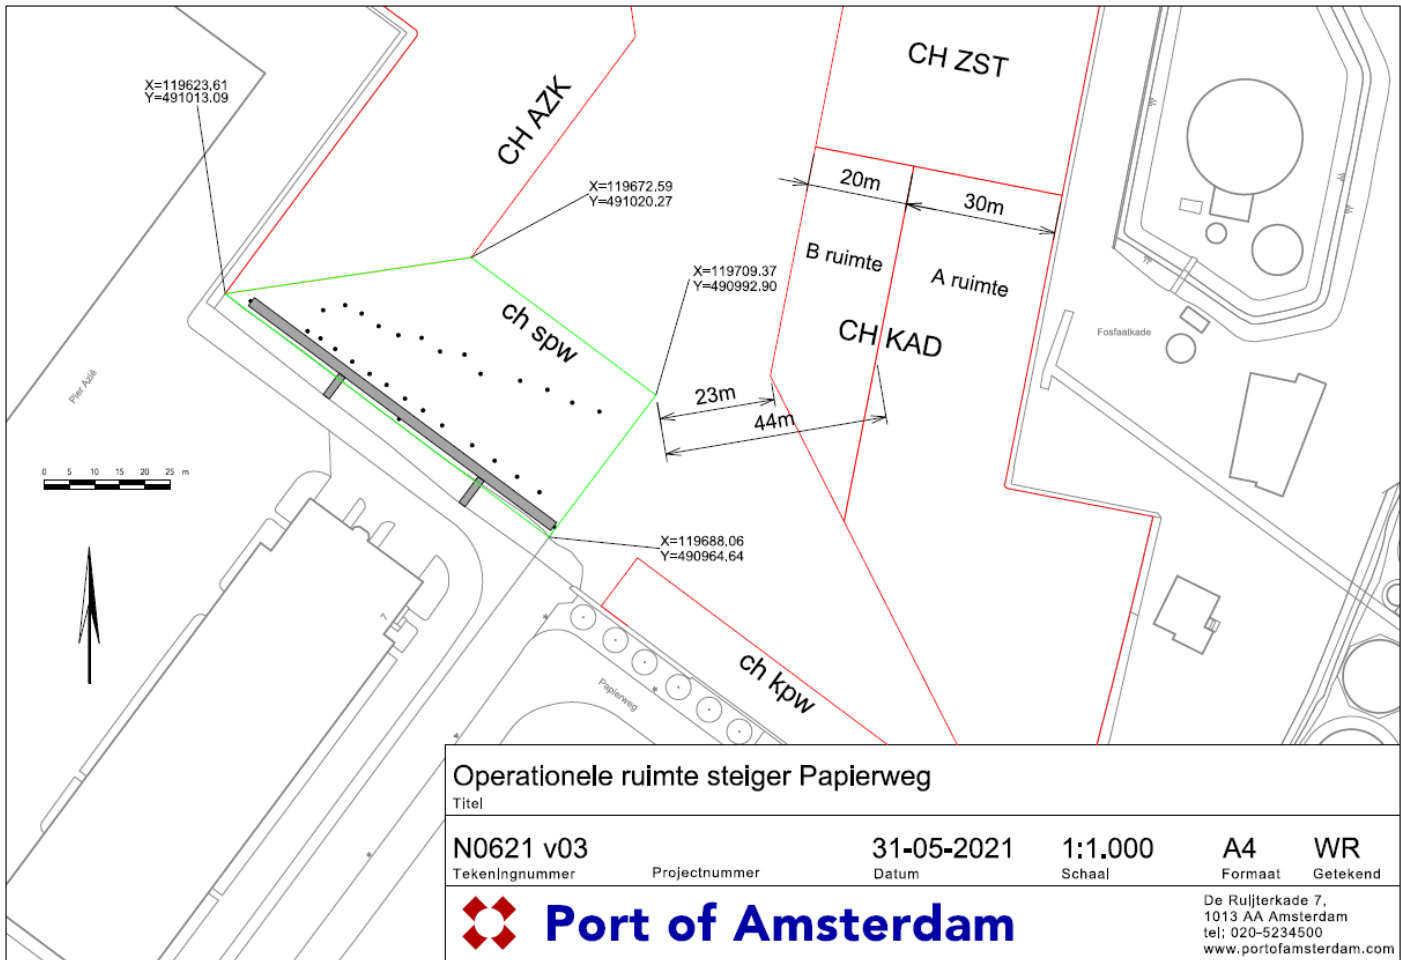 X=119623.61
Y=491013.09
CH AZK
CH ZST
X=119672.59
Y=491020.27
20m
30m
B ruimte
A ruimte
X=119709.37
Y=490992.90
ch spw
CH KAD
Fosfaatkade
Pier Azië
23m
44m
0 5 10 15 20 25 m
X=119688.06
Y=490964.64
7
ch kpw
Papierweg
Operationele ruimte steiger Papierweg
Titel
N0621 v03
31-05-2021
1:1.000
A4
WR
Tekeningnummer
Projectnummer
Datum
Schaal
Formaat
Getekend
Port of Amsterdam
De Ruijterkade 7,
1013 AA Amsterdam
tel: 020-5234500
www.portofamsterdam.com